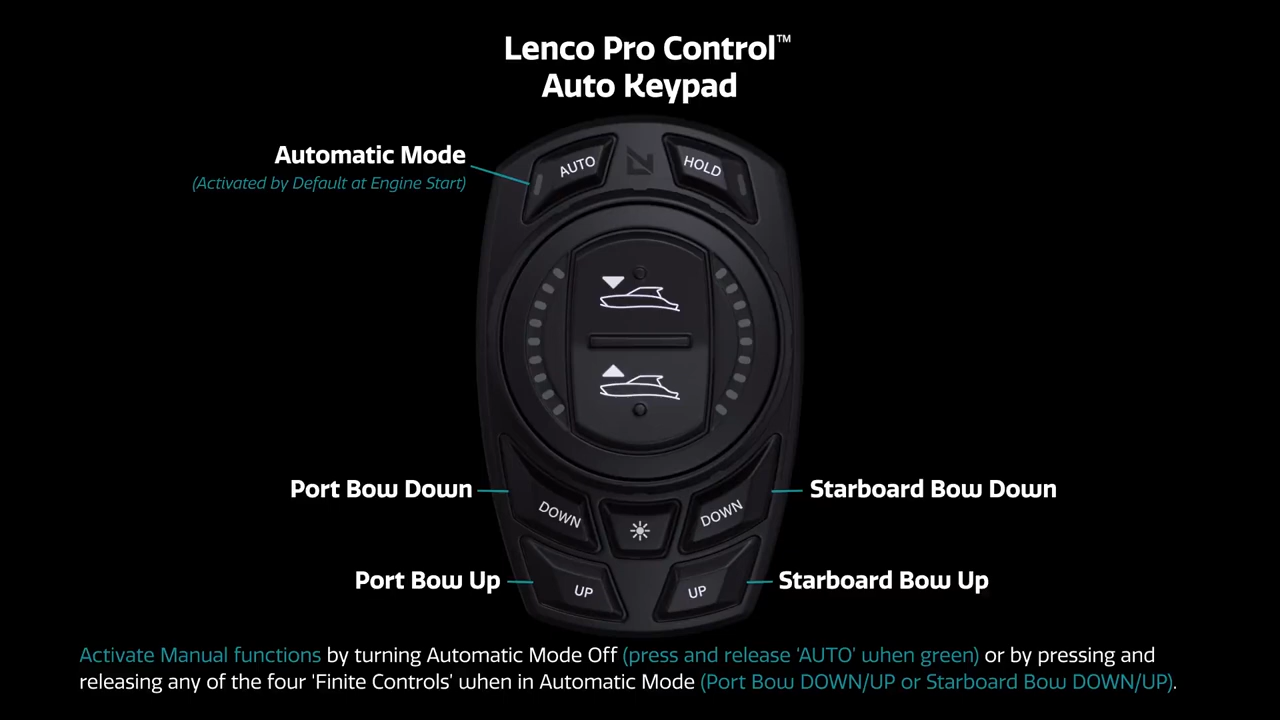 Lenco Pro Control™
Auto Keypad
Automatic Mode
(Activated by Default at Engine Start)
AUTO
HOLD
Port Bow Down
Starboard Bow Down
DOWN
DOWN
Port Bow Up
Starboard Bow Up
UP
UP
Activate Manual functions by turning Automatic Mode Off (press and release 'AUTO' when green) or by pressing and
releasing any of the four 'Finite Controls' when in Automatic Mode (Port Bow DOWN/UP or Starboard Bow DOWN/UP).